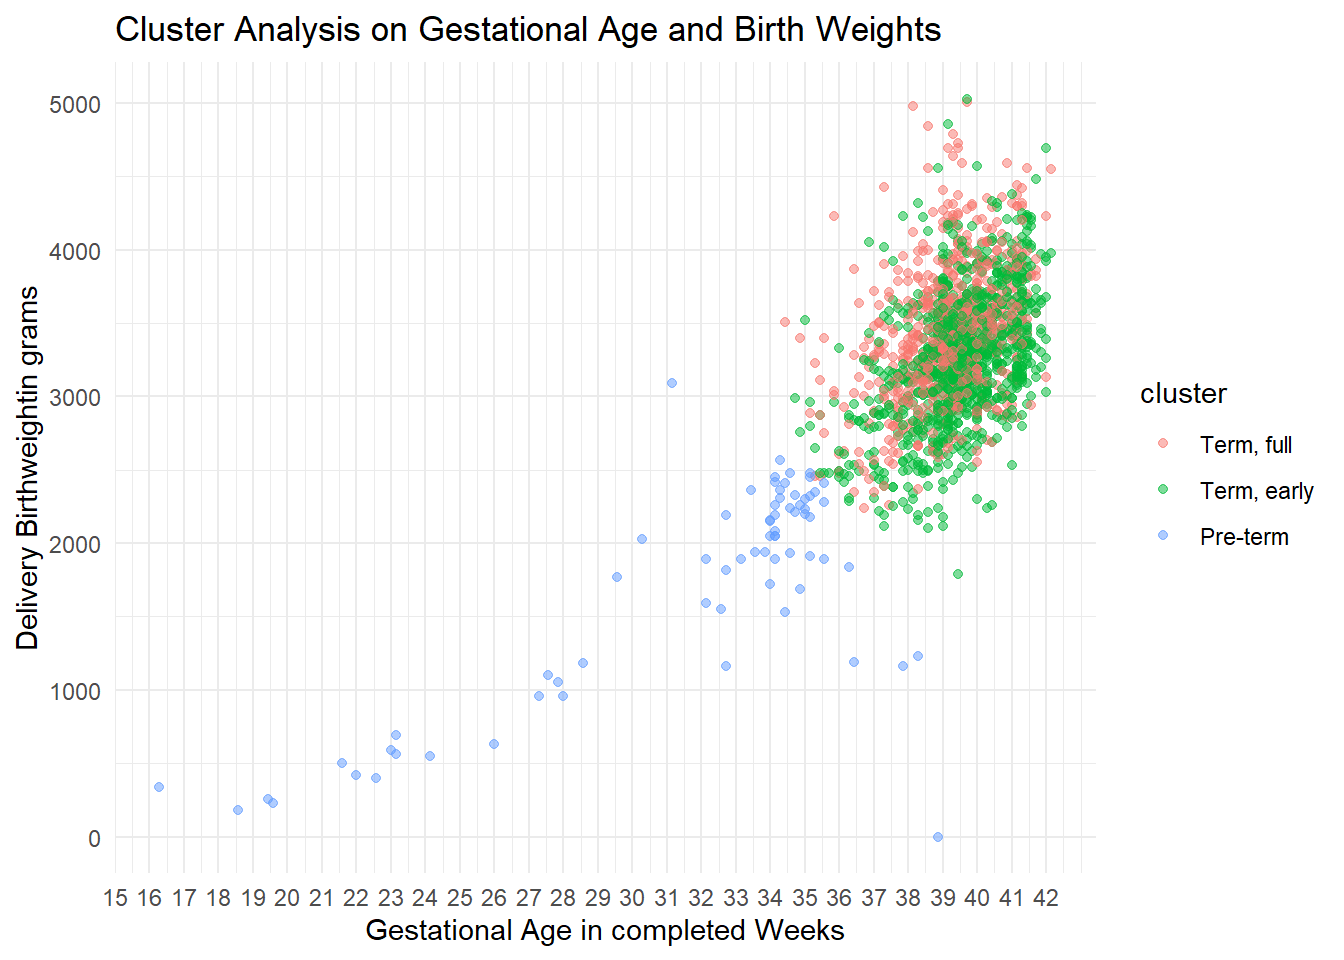 Cluster Analysis on Gestational Age and Birth Weights
5000
4000
3000
2000
1000
0
Delivery Birthweightin grams
15 16 17 18 19 20 21 22 23 24 25 26 27 28 29 30 31 32 33 34 35 36 37 38 39 40 41 42
Gestational Age in completed Weeks
cluster
Term, full
Term, early
Pre-term